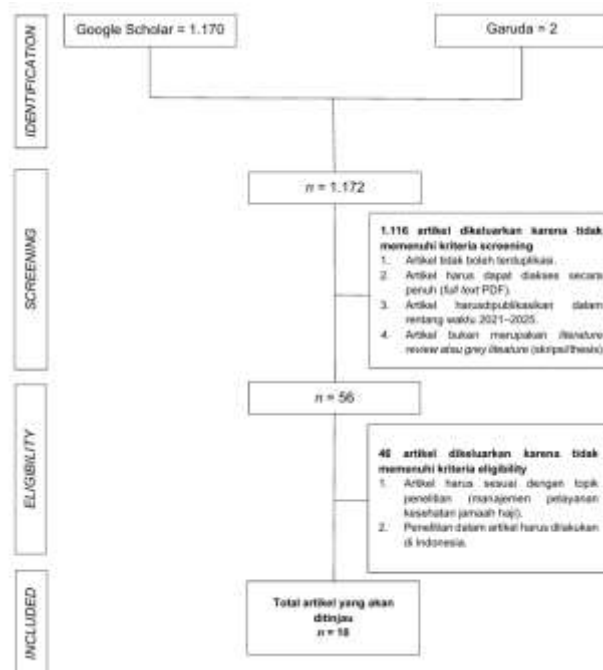 IDENTIFICATION
Google Scholar = 1.170
Garuda = 2
SCREENING
n = 1.172
1.116 artikel dikeluarkan karena tidak
memenuhi kriteria screening
1. Artikel tidak boleh terduplikasi.
2. Artikel harus dapat diakses secara
penuh (full text PDF).
3. Artikel harusdipublikasikan dalam
rentang waktu 2021–2025.
4. Artikel bukan merupakan literature
review atau grey literature (skripsi/thesis)
ELIGIBILITY
n = 56
46 artikel dikeluarkan karena tidak
memenuhi kriteria eligibility
1. Artikel harus sesuai dengan topik
penelitian (manajemen pelayanan
kesehatan jamaah haji).
2. Penelitian dalam artikel harus dilakukan
di Indonesia.
INCLUDED
Total artikel yang akan
ditinjau
n =